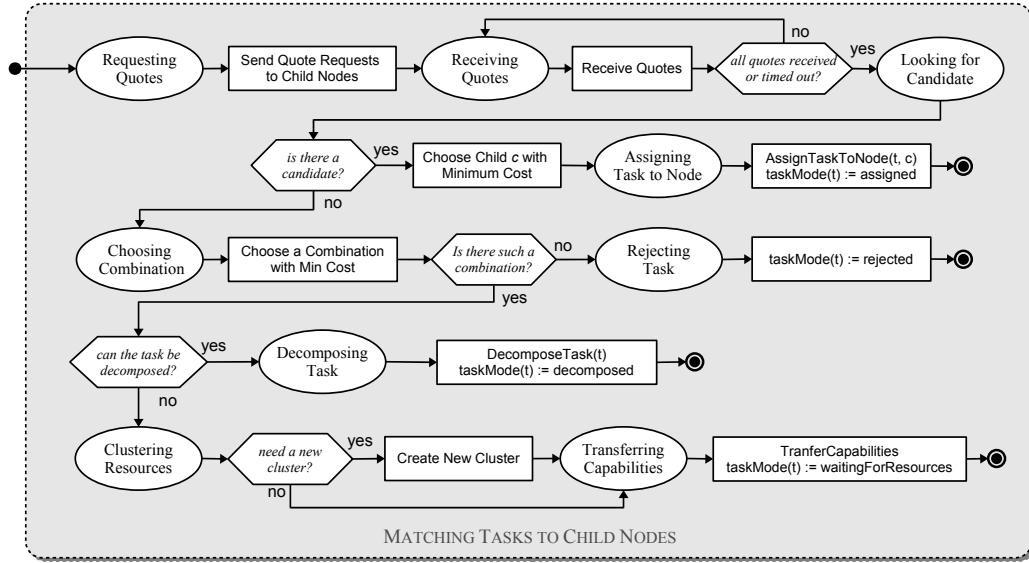 no
Requesting
Quotes
Send Quote Requests
to Child Nodes
Receiving
Quotes
Receive Quotes
all quotes received
or timed out?
yes
Looking for
Candidate
is there a
candidate?
yes
Choose Child c with
Minimum Cost
Assigning
Task to Node
AssignTaskToNode(t, c)
taskMode(t) := assigned
no
Choosing
Combination
Choose a Combination
with Min Cost
Is there such a
combination?
no
Rejecting
Task
taskMode(t) := rejected
yes
can the task be
decomposed?
yes
Decomposing
Task
DecomposeTask(t)
taskMode(t) := decomposed
no
Clustering
Resources
need a new
cluster?
yes
Create New Cluster
Transferring
Capabilities
TranferCapabilities
taskMode(t) := waitingForResources
no
MATCHING TASKS TO CHILD NODES